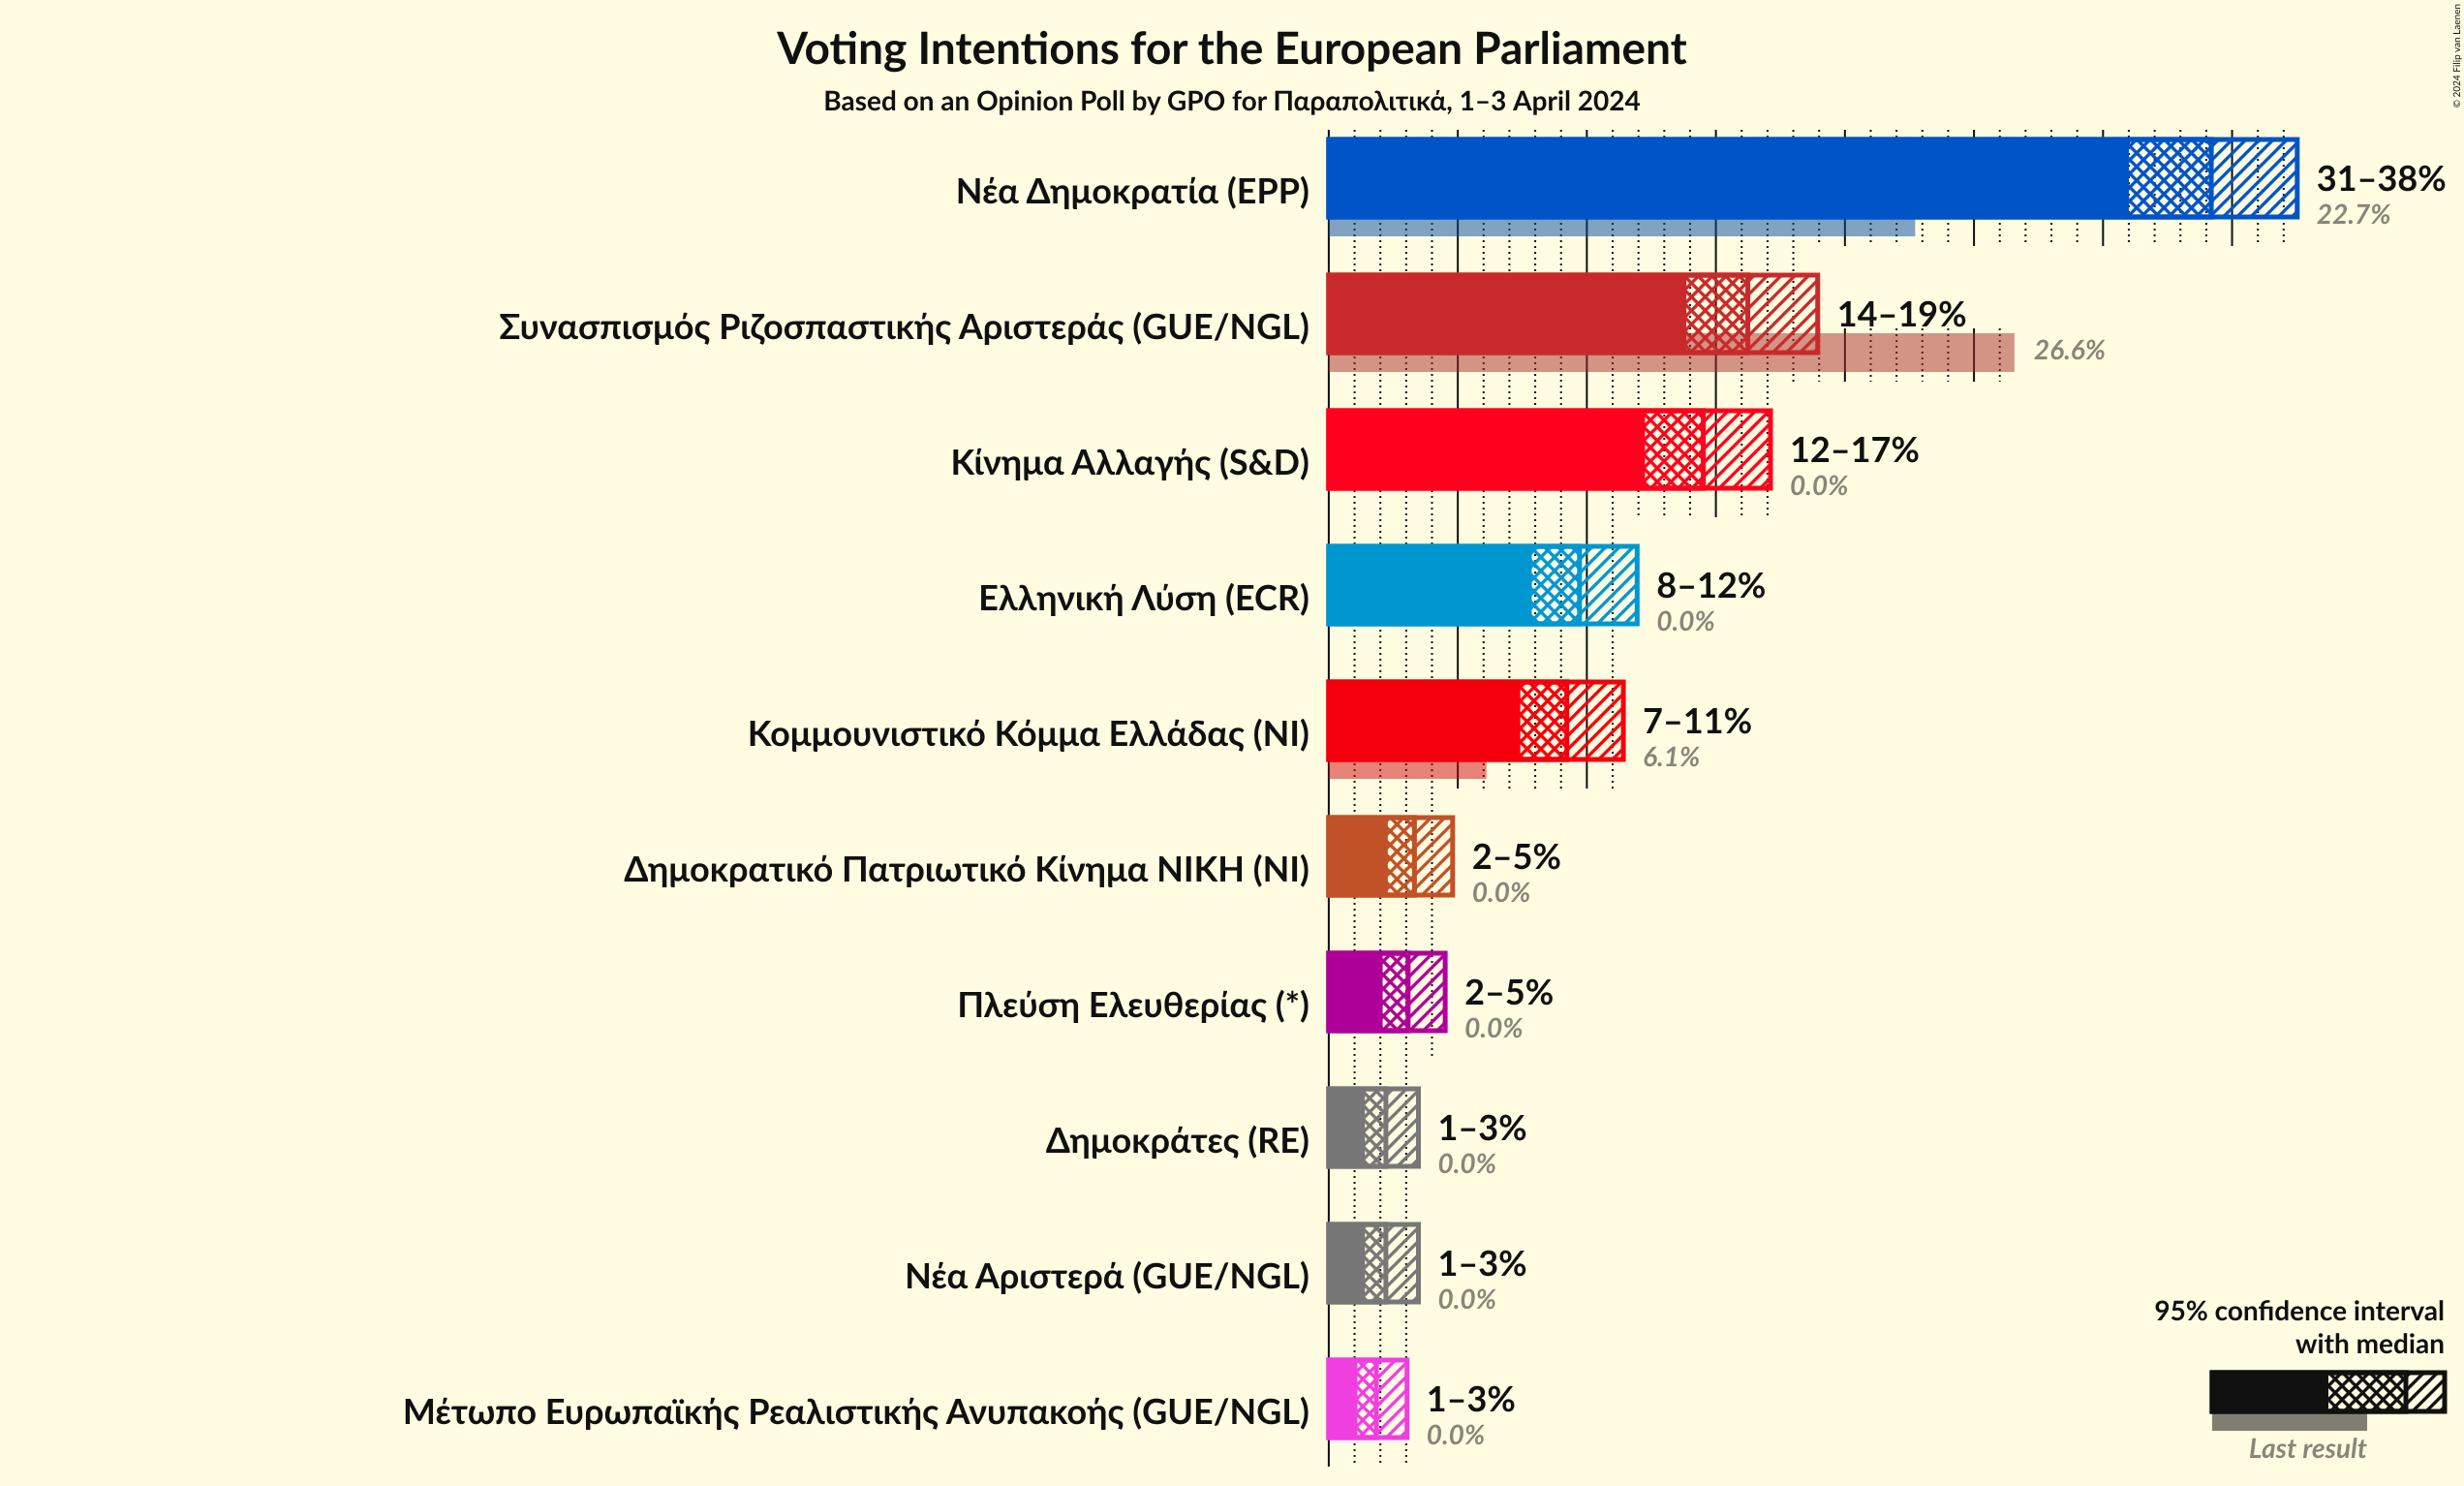 Voting Intentions for the European Parliament
Based on an Opinion Poll by GPO for Παραπολιτικά, 1–3 April 2024
© 2024 Filip van Laenen
Νέα Δημοκρατία (EPP)
31–38%
22.7%
Συνασπισμός Ριζοσπαστικής Αριστεράς (GUE/NGL)
14–19%
26.6%
Κίνημα Αλλαγής (S&D)
12–17%
0.0%
Ελληνική Λύση (ECR)
8–12%
0.0%
Κομμουνιστικό Κόμμα Ελλάδας (NI)
7–11%
6.1%
Δημοκρατικό Πατριωτικό Κίνημα ΝΙΚΗ (NI)
2–5%
0.0%
Πλεύση Ελευθερίας (*)
2–5%
0.0%
Δημοκράτες (RE)
1–3%
0.0%
Νέα Αριστερά (GUE/NGL)
1–3%
0.0%
Μέτωπο Ευρωπαϊκής Ρεαλιστικής Ανυπακοής (GUE/NGL)
1–3%
0.0%
95% confidence interval
with median
Last result